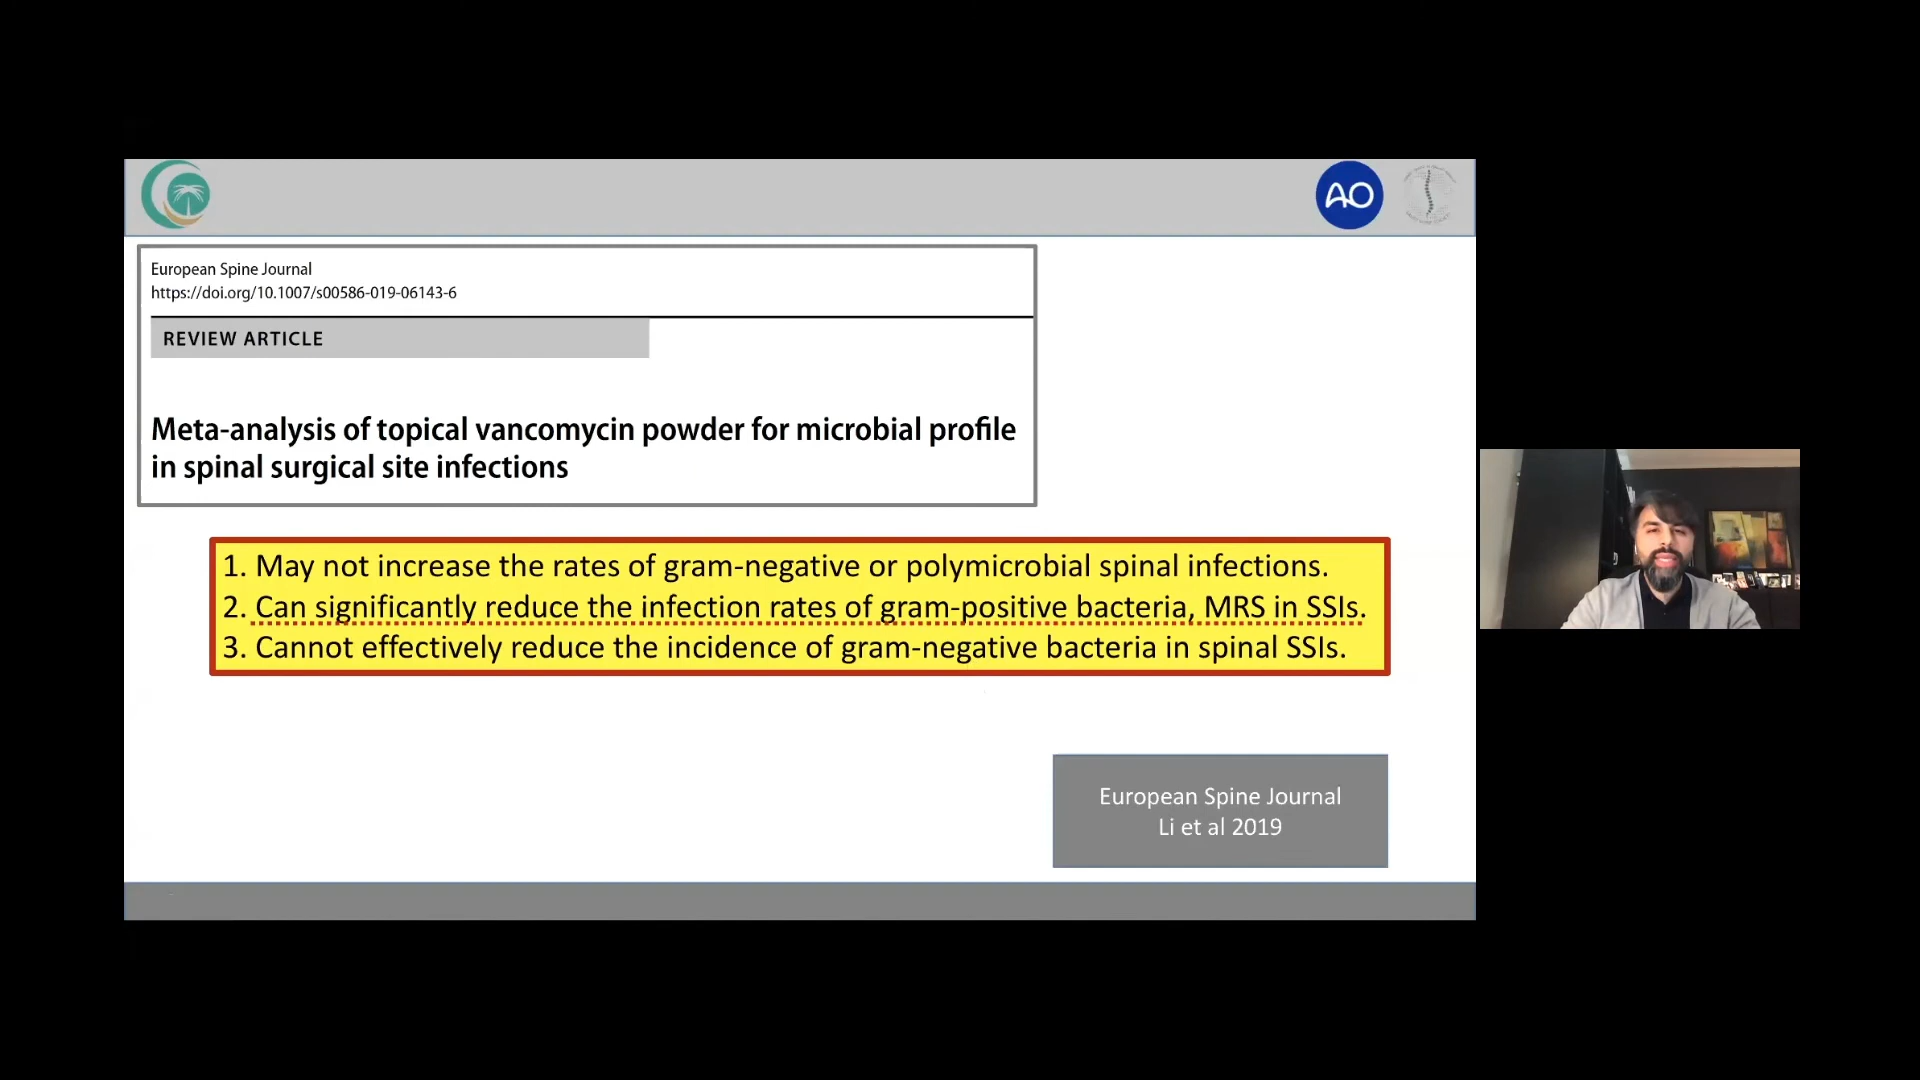 AO
European Spine Journal
https://doi.org/10.1007/s00586-019-06143-6
REVIEW ARTICLE
Meta-analysis of topical vancomycin powder for microbial profile
in spinal surgical site infections
1. May not increase the rates of gram-negative or polymicrobial spinal infections.
2. Can significantly reduce the infection rates of gram-positive bacteria, MRS in SSIs.
3. Cannot effectively reduce the incidence of gram-negative bacteria in spinal SSIs.
European Spine Journal
Li et al 2019